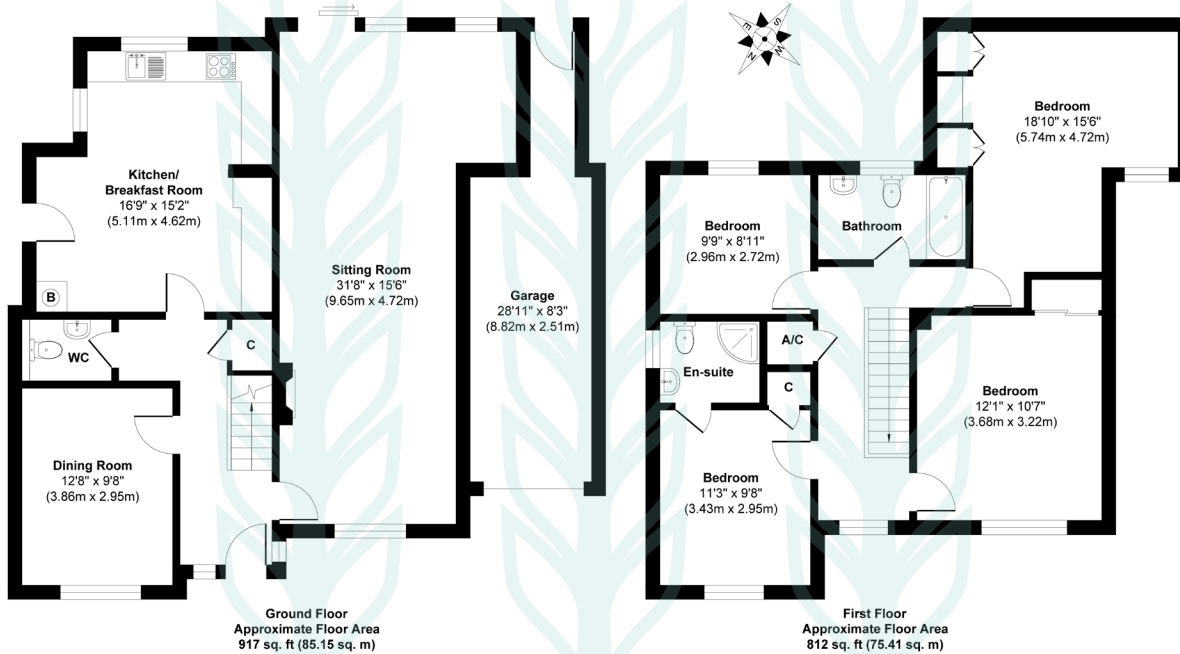 Kitchen/
Breakfast Room
16'9" x 15'2"
(5.11m x 4.62m)
B
WC
C
Dining Room
12'8" x 9'8"
(3.86m x 2.95m)
Sitting Room
31'8" x 15'6"
(9.65m x 4.72m)
Garage
28'11" x 8'3"
(8.82m x 2.51m)
Ground Floor
Approximate Floor Area
917 sq. ft (85.15 sq. m)
S
E
W
N
Bedroom
18'10" x 15'6"
(5.74m x 4.72m)
Bedroom
9'9" x 8'11"
(2.96m x 2.72m)
Bathroom
En-suite
A/C
C
Bedroom
12'1" x 10'7"
(3.68m x 3.22m)
Bedroom
11'3" x 9'8"
(3.43m x 2.95m)
First Floor
Approximate Floor Area
812 sq. ft (75.41 sq. m)